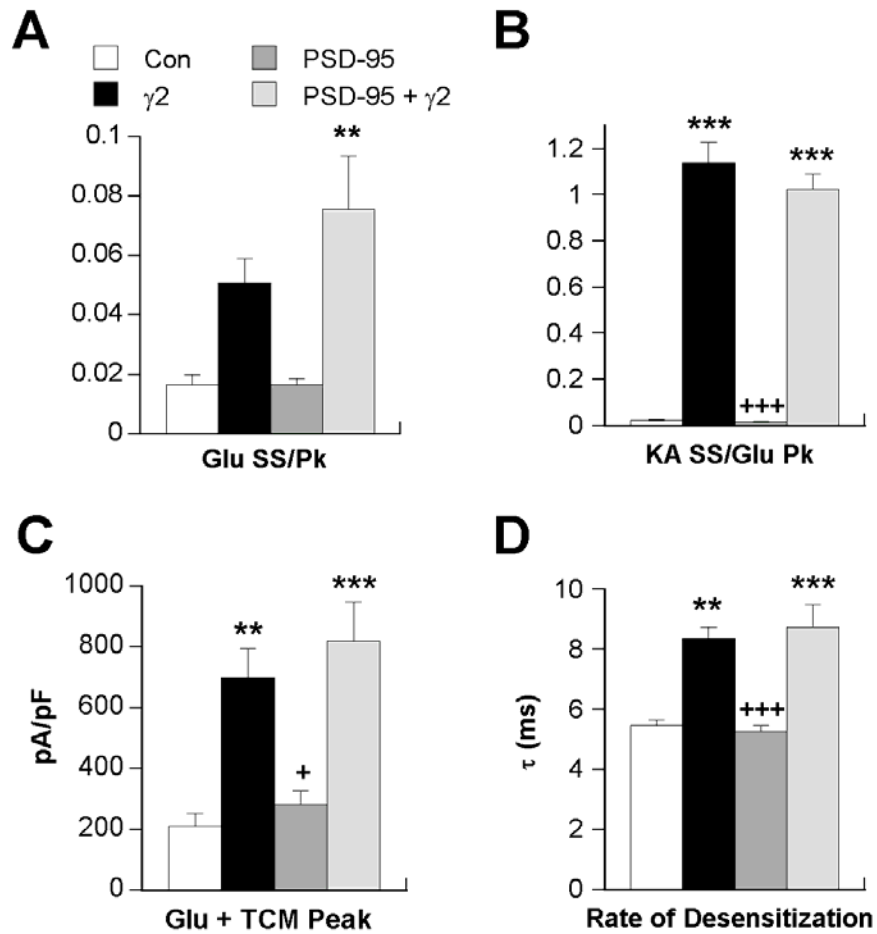 A
Con
PSD-95
γ2
PSD-95 + γ2
0.1
0.08
0.06
0.04
0.02
0
**
Glu SS/Pk
B
1.2
1
0.8
0.6
0.4
0.2
0
***
+++
***
KA SS/Glu Pk
C
1000
800
600
400
200
0
pA/pF
**
+
***
Glu + TCM Peak
D
10
8
6
4
2
0
τ (ms)
**
+++
***
Rate of Desensitization